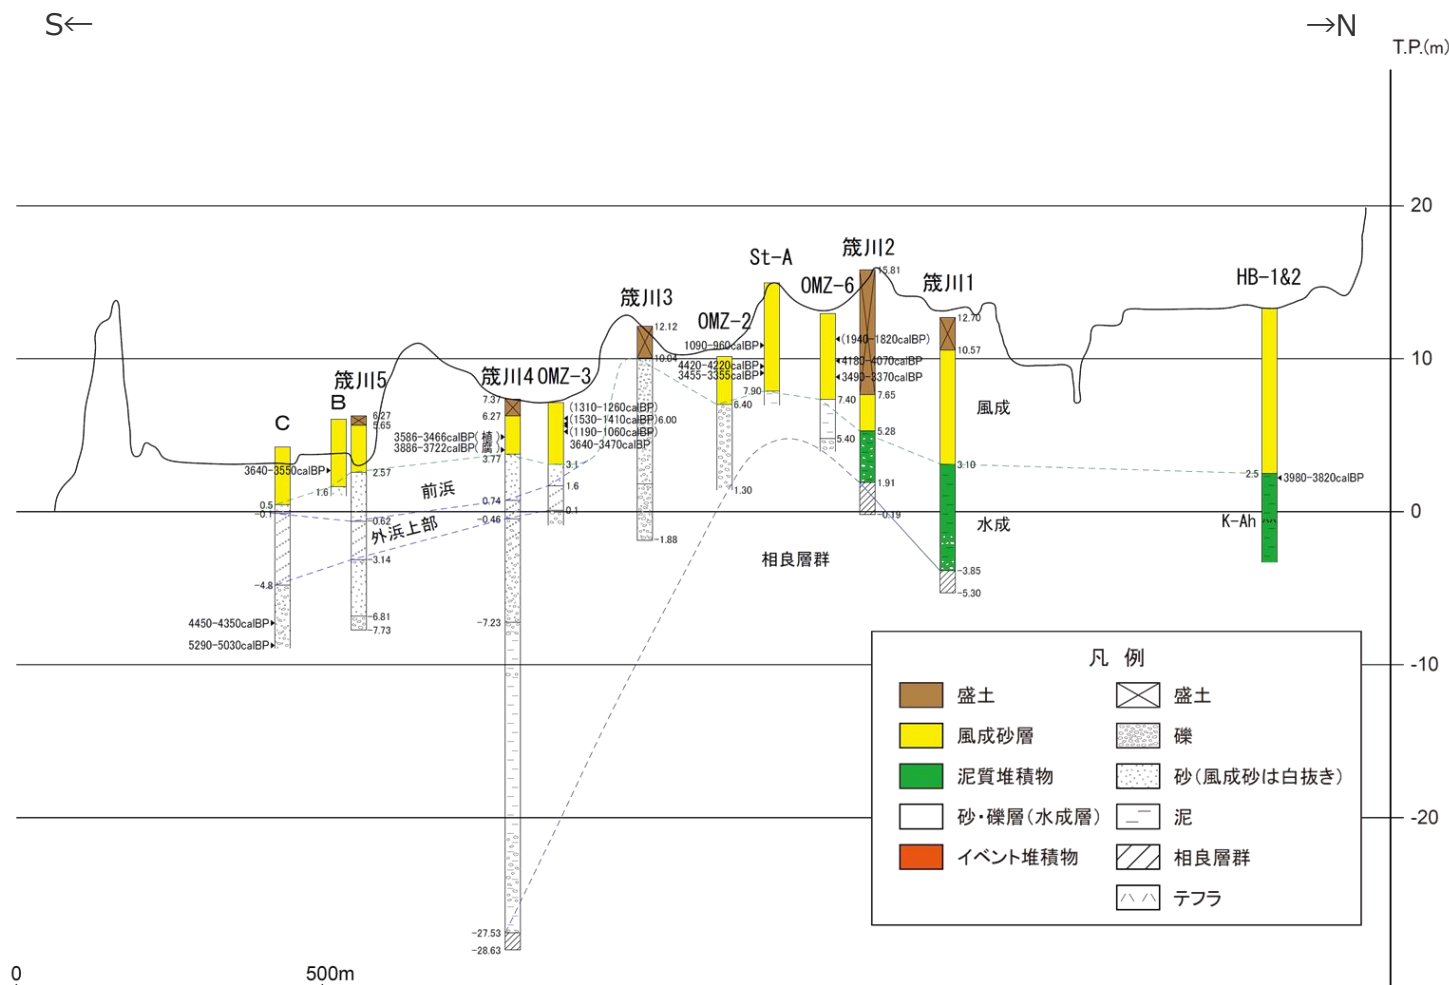 S←
→N
T.P.(m)
20
10
0
-10
-20
C
3640-3550calBP
0.5
-0.1
-4.8
4450-4350calBP
5290-5030calBP
B
1.6
筬川5
6.27
5.65
2.57
-0.62
-3.14
-6.81
-7.73
筬川4
7.37
6.27
3586-3466calBP(植)
3886-3722calBP(腐)
3.77
0.74
-0.46
-7.23
-27.53
-28.63
OMZ-3
(1310-1260calBP)
(1530-1410calBP)
(1190-1060calBP)
3640-3470calBP
3.1
1.6
0.1
筬川3
12.12
10.04
6.00
-1.88
OMZ-2
6.40
1.30
St-A
1090-960calBP
4420-4220calBP
3455-3355calBP
7.90
OMZ-6
(1940-1820calBP)
4180-4070calBP
3490-3370calBP
7.40
5.40
筬川2
15.81
7.65
5.28
1.91
-0.19
筬川1
12.70
10.57
3.10
-3.85
-5.30
HB-1&2
2.5
3980-3820calBP
K-Ah
風成
水成
前浜
外浜上部
相良層群
凡 例
盛土
盛土
風成砂層
礫
泥質堆積物
砂(風成砂は白抜き)
砂・礫層(水成層)
泥
イベント堆積物
相良層群
テフラ
0
500m